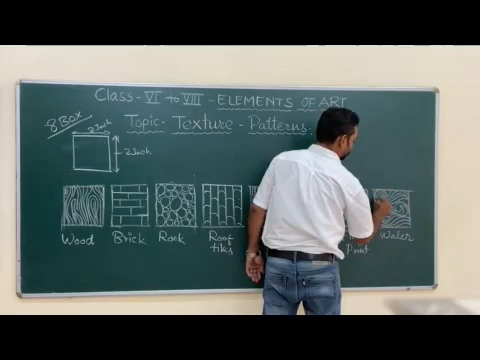 Class - VI to VIII - ELEMENTS OF ART
Topic - Texture - Patterns.
8 BOX
2 Inch
2 Inch
Wood
Brick
Rock
Roof tiles
Point.
Water